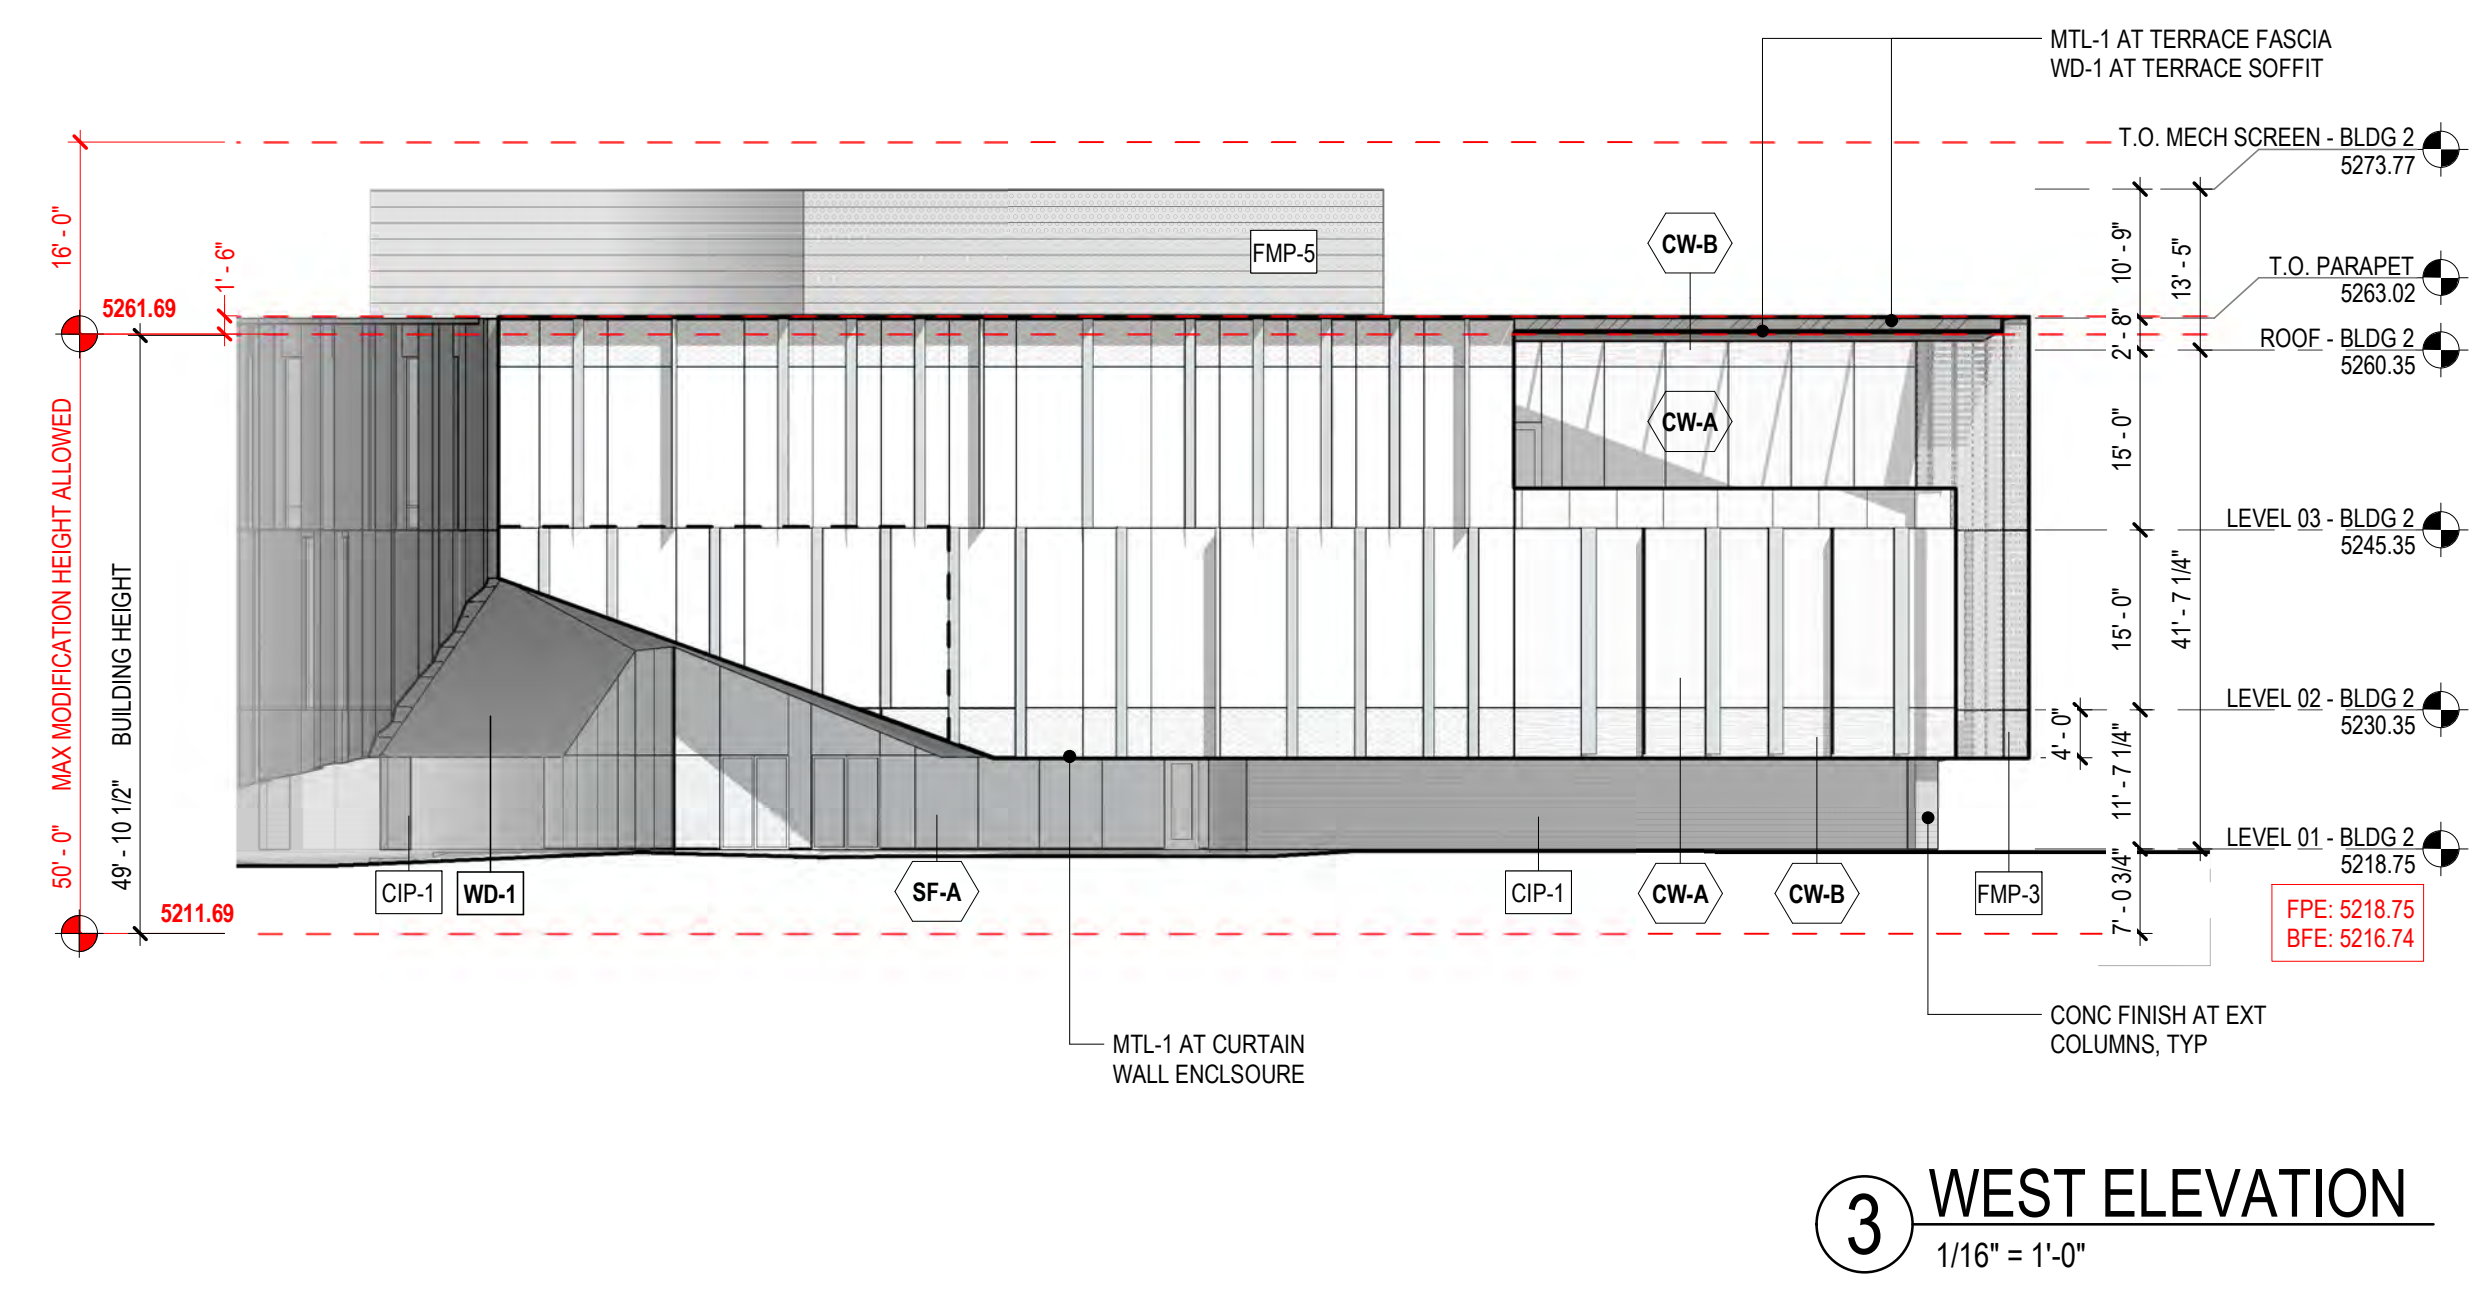 MTL-1 AT TERRACE FASCIA
WD-1 AT TERRACE SOFFIT
T.O. MECH SCREEN - BLDG 2
5273.77
T.O. PARAPET
5263.02
ROOF - BLDG 2
5260.35
LEVEL 03 - BLDG 2
5245.35
LEVEL 02 - BLDG 2
5230.35
LEVEL 01 - BLDG 2
5218.75
FPE: 5218.75
BFE: 5216.74
10' - 9"
13' - 5"
2' - 8"
15' - 0"
15' - 0"
41' - 7 1/4"
4' - 0"
11' - 7 1/4"
7' - 0 3/4"
16' - 0"
1' - 6"
5261.69
50' - 0" MAX MODIFICATION HEIGHT ALLOWED
49' - 10 1/2" BUILDING HEIGHT
5211.69
FMP-5
CW-B
CW-A
CIP-1
WD-1
SF-A
CIP-1
CW-A
CW-B
FMP-3
MTL-1 AT CURTAIN
WALL ENCLSOURE
CONC FINISH AT EXT
COLUMNS, TYP
3
WEST ELEVATION
1/16" = 1'-0"